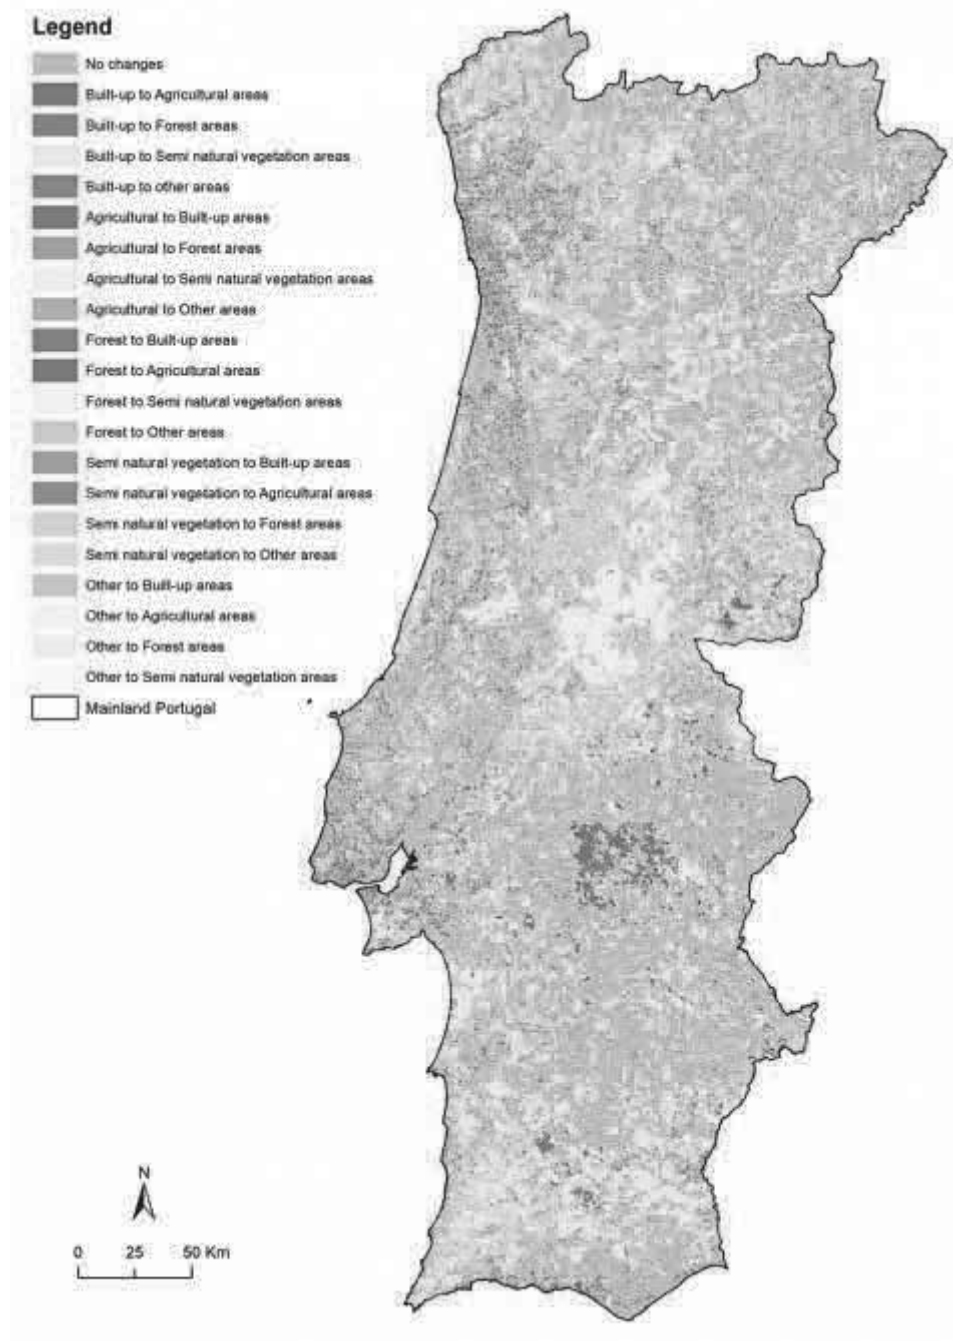 Legend
No changes
Built-up to Agricultural areas
Built-up to Forest areas
Built-up to Semi natural vegetation areas
Built-up to other areas
Agricultural to Built-up areas
Agricultural to Forest areas
Agricultural to Semi natural vegetation areas
Agricultural to Other areas
Forest to Built-up areas
Forest to Agricultural areas
Forest to Semi natural vegetation areas
Forest to Other areas
Semi natural vegetation to Built-up areas
Semi natural vegetation to Agricultural areas
Semi natural vegetation to Forest areas
Semi natural vegetation to Other areas
Other to Built-up areas
Other to Agricultural areas
Other to Forest areas
Other to Semi natural vegetation areas
Mainland Portugal
N
0 25 50 Km